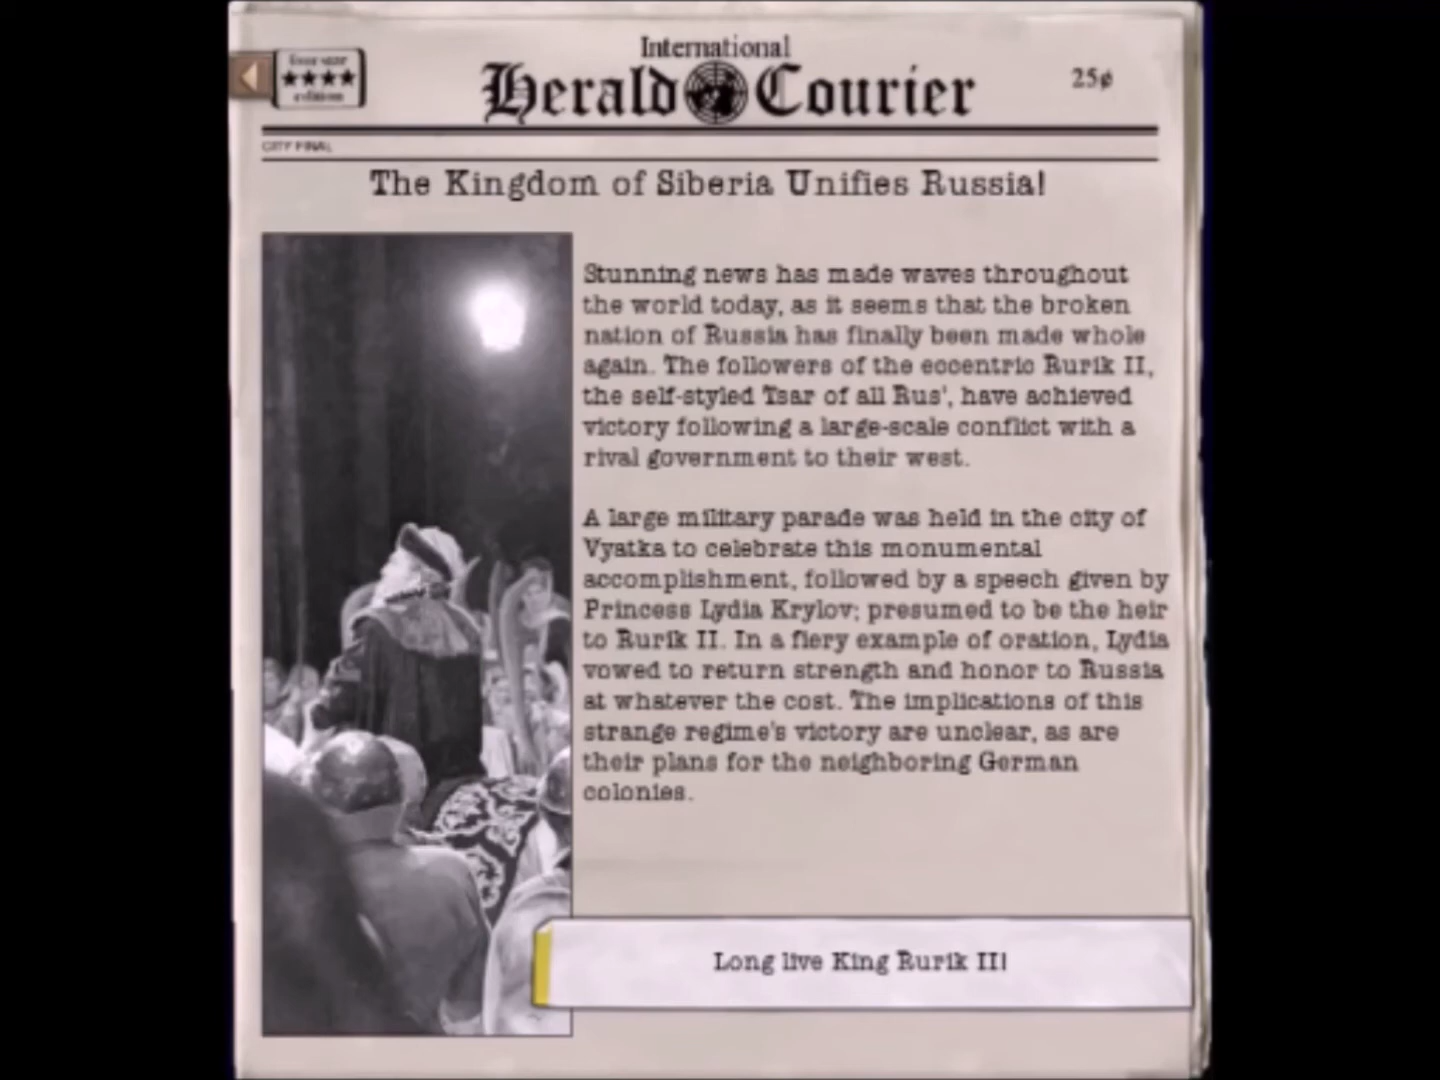 four star
★★★★
edition
International
Herald Courier
25¢
CITY FINAL
The Kingdom of Siberia Unifies Russia!
Stunning news has made waves throughout
the world today, as it seems that the broken
nation of Russia has finally been made whole
again. The followers of the eccentric Rurik II,
the self-styled Tsar of all Rus', have achieved
victory following a large-scale conflict with a
rival government to their west.
A large military parade was held in the city of
Vyatka to celebrate this monumental
accomplishment, followed by a speech given by
Princess Lydia Krylov; presumed to be the heir
to Rurik II. In a fiery example of oration, Lydia
vowed to return strength and honor to Russia
at whatever the cost. The implications of this
strange regime's victory are unclear, as are
their plans for the neighboring German
colonies.
Long live King Rurik II!